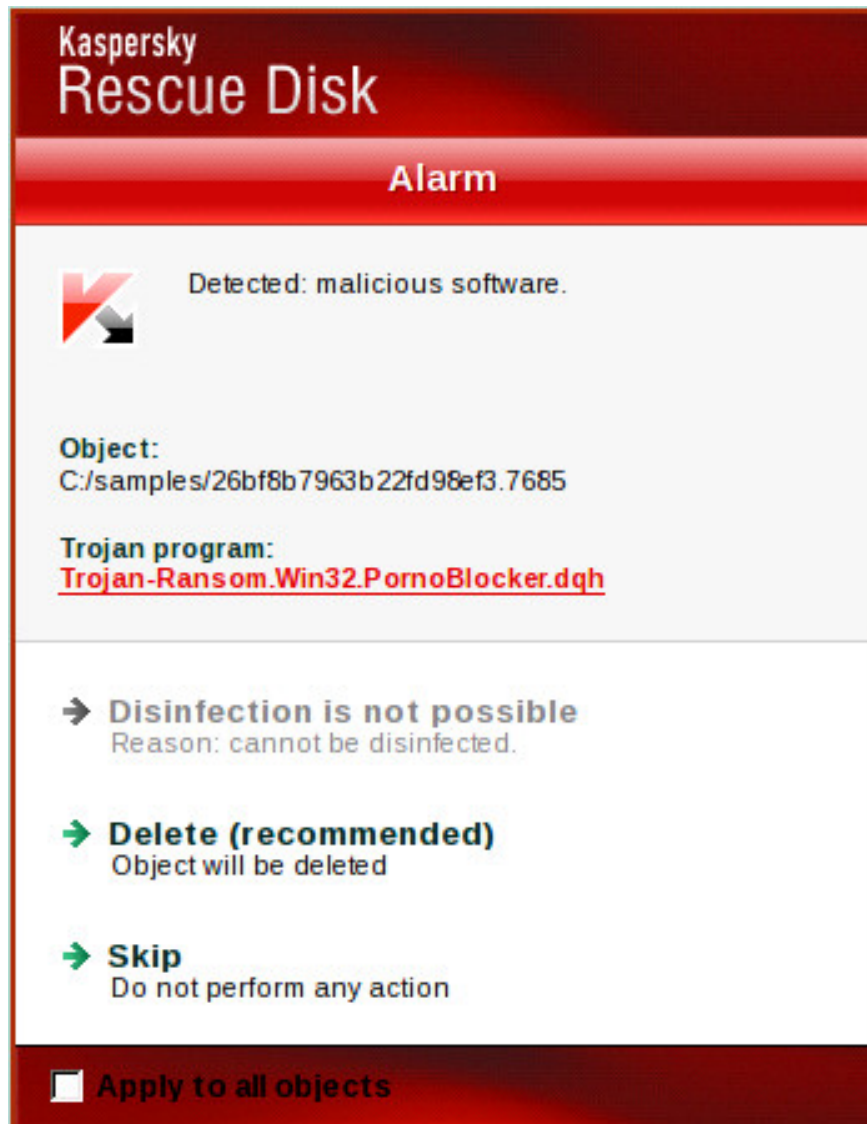 Kaspersky
Rescue Disk
Alarm
Detected: malicious software.
Object:
C:/samples/26bf8b7963b22fd98ef3.7685
Trojan program:
Trojan-Ransom.Win32.PornoBlocker.dqh
Disinfection is not possible
Reason: cannot be disinfected.
Delete (recommended)
Object will be deleted
Skip
Do not perform any action
Apply to all objects